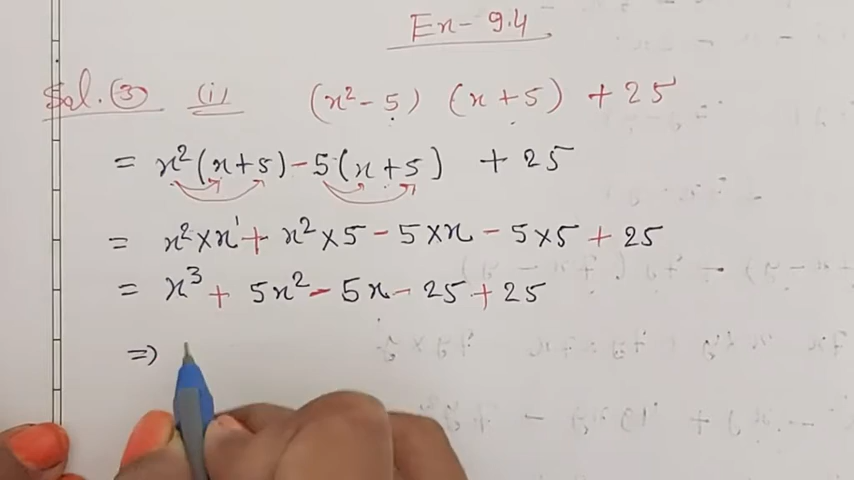 Ex- 9.4
Sol. (3) (i) (x² - 5) (x + 5) + 25
= x²(x+5) - 5(x+5) + 25
= x² × x¹ + x² × 5 - 5 × x - 5 × 5 + 25
= x³ + 5x² - 5x - 25 + 25
⇒